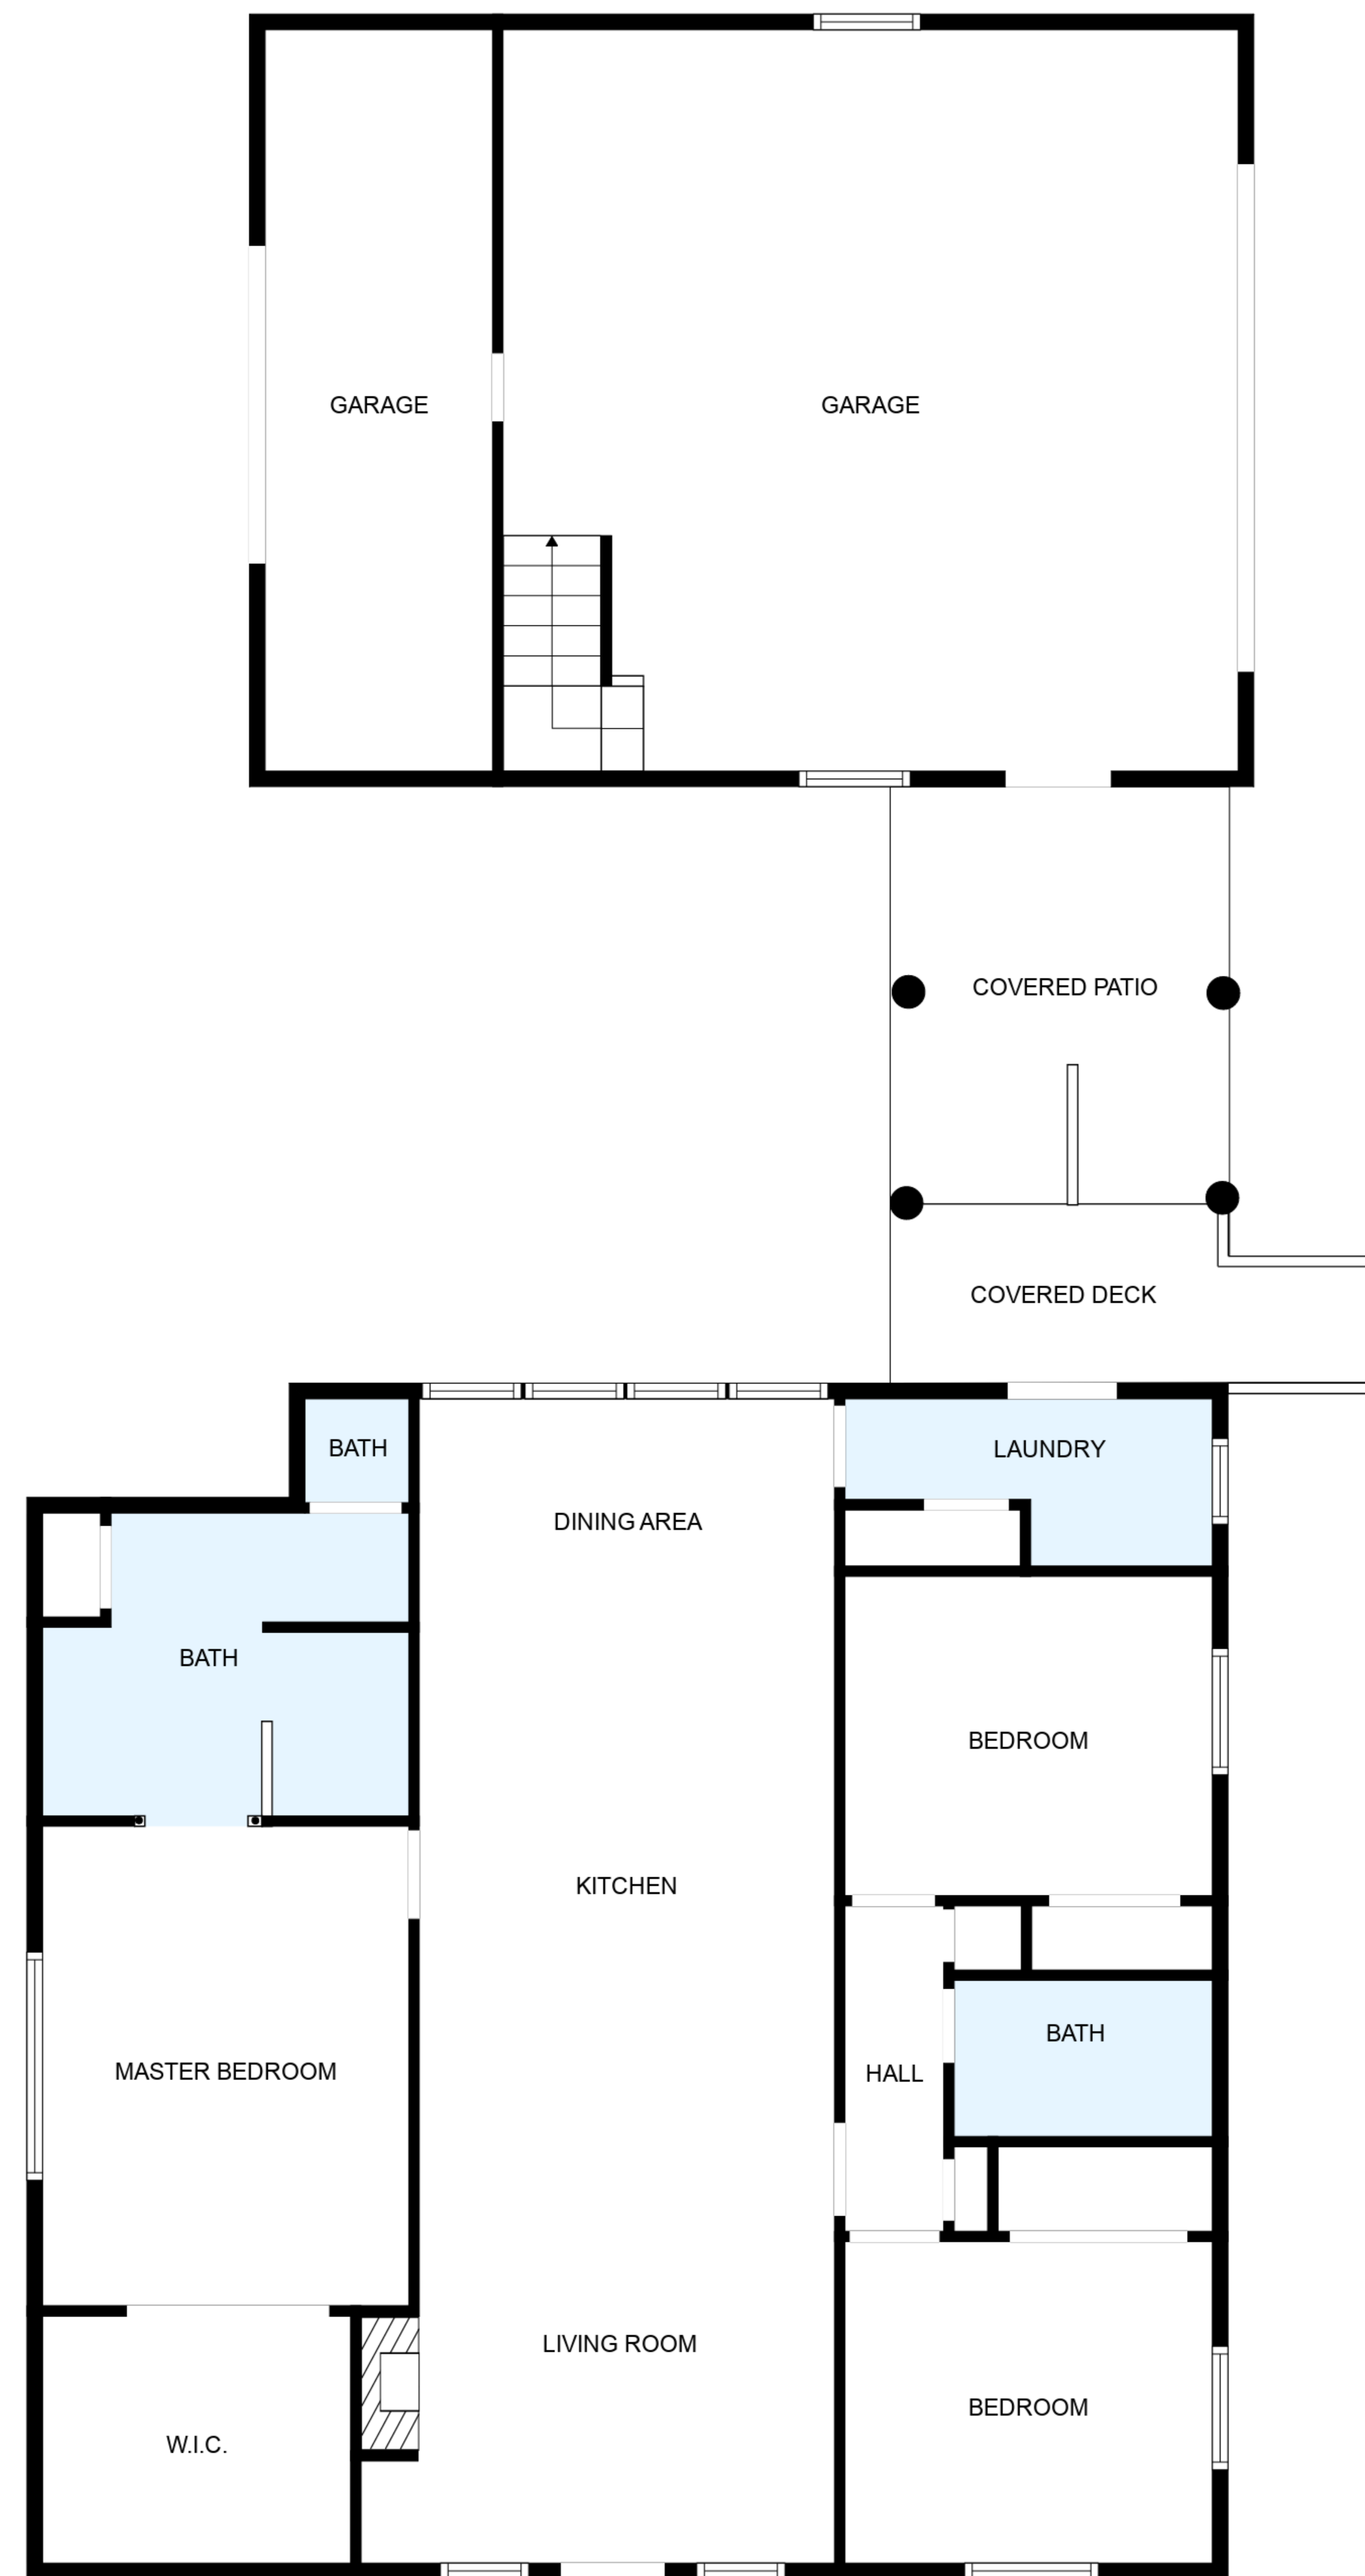 GARAGE
GARAGE
COVERED PATIO
COVERED DECK
BATH
LAUNDRY
DINING AREA
BATH
BEDROOM
KITCHEN
BATH
MASTER BEDROOM
HALL
LIVING ROOM
BEDROOM
W.I.C.